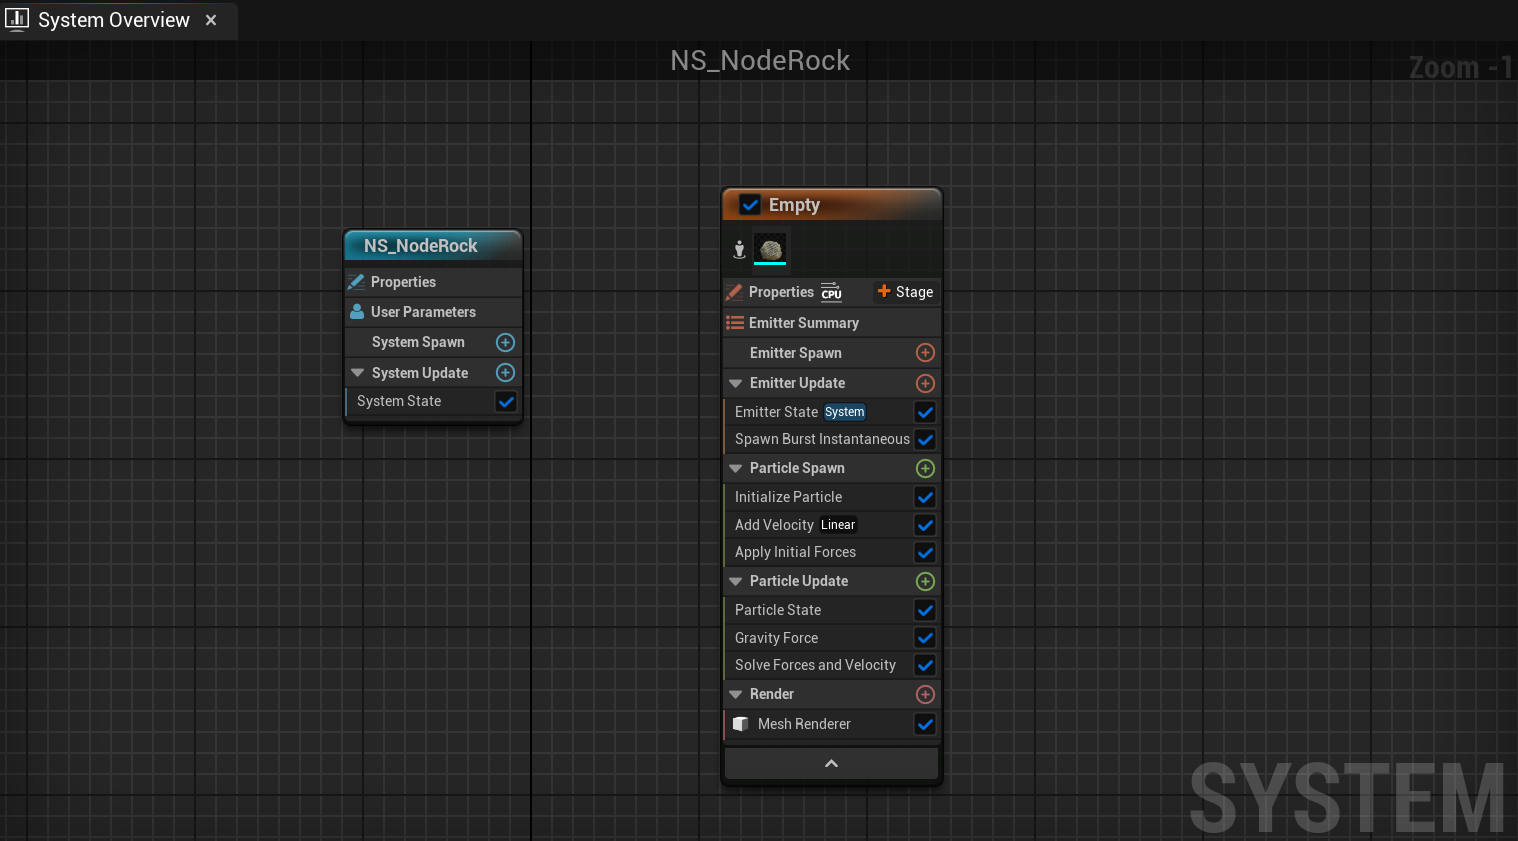 System Overview
NS_NodeRock
Zoom -1
NS_NodeRock
Properties
User Parameters
System Spawn
System Update
System State
Empty
Properties CPU Stage
Emitter Summary
Emitter Spawn
Emitter Update
Emitter State System
Spawn Burst Instantaneous
Particle Spawn
Initialize Particle
Add Velocity Linear
Apply Initial Forces
Particle Update
Particle State
Gravity Force
Solve Forces and Velocity
Render
Mesh Renderer
SYSTEM